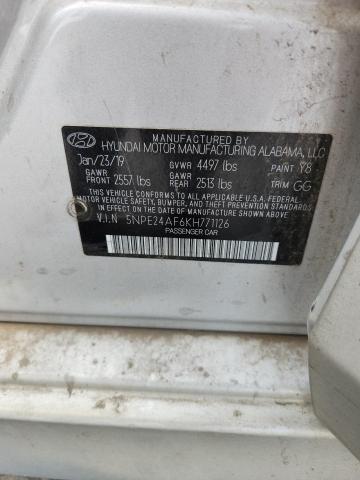 MANUFACTURED BY
HYUNDAI MOTOR MANUFACTURING ALABAMA, LLC
Jan/23/19 GVWR 4497 lbs PAINT Y8
GAWR FRONT 2557 lbs GAWR REAR 2513 lbs TRIM GG
THIS VEHICLE CONFORMS TO ALL APPLICABLE U.S.A. FEDERAL
MOTOR VEHICLE SAFETY, BUMPER, AND THEFT PREVENTION
STANDARDS IN EFFECT ON THE DATE OF MANUFACTURE SHOWN ABOVE.
V.I.N 5NPE24AF6KH771126
PASSENGER CAR